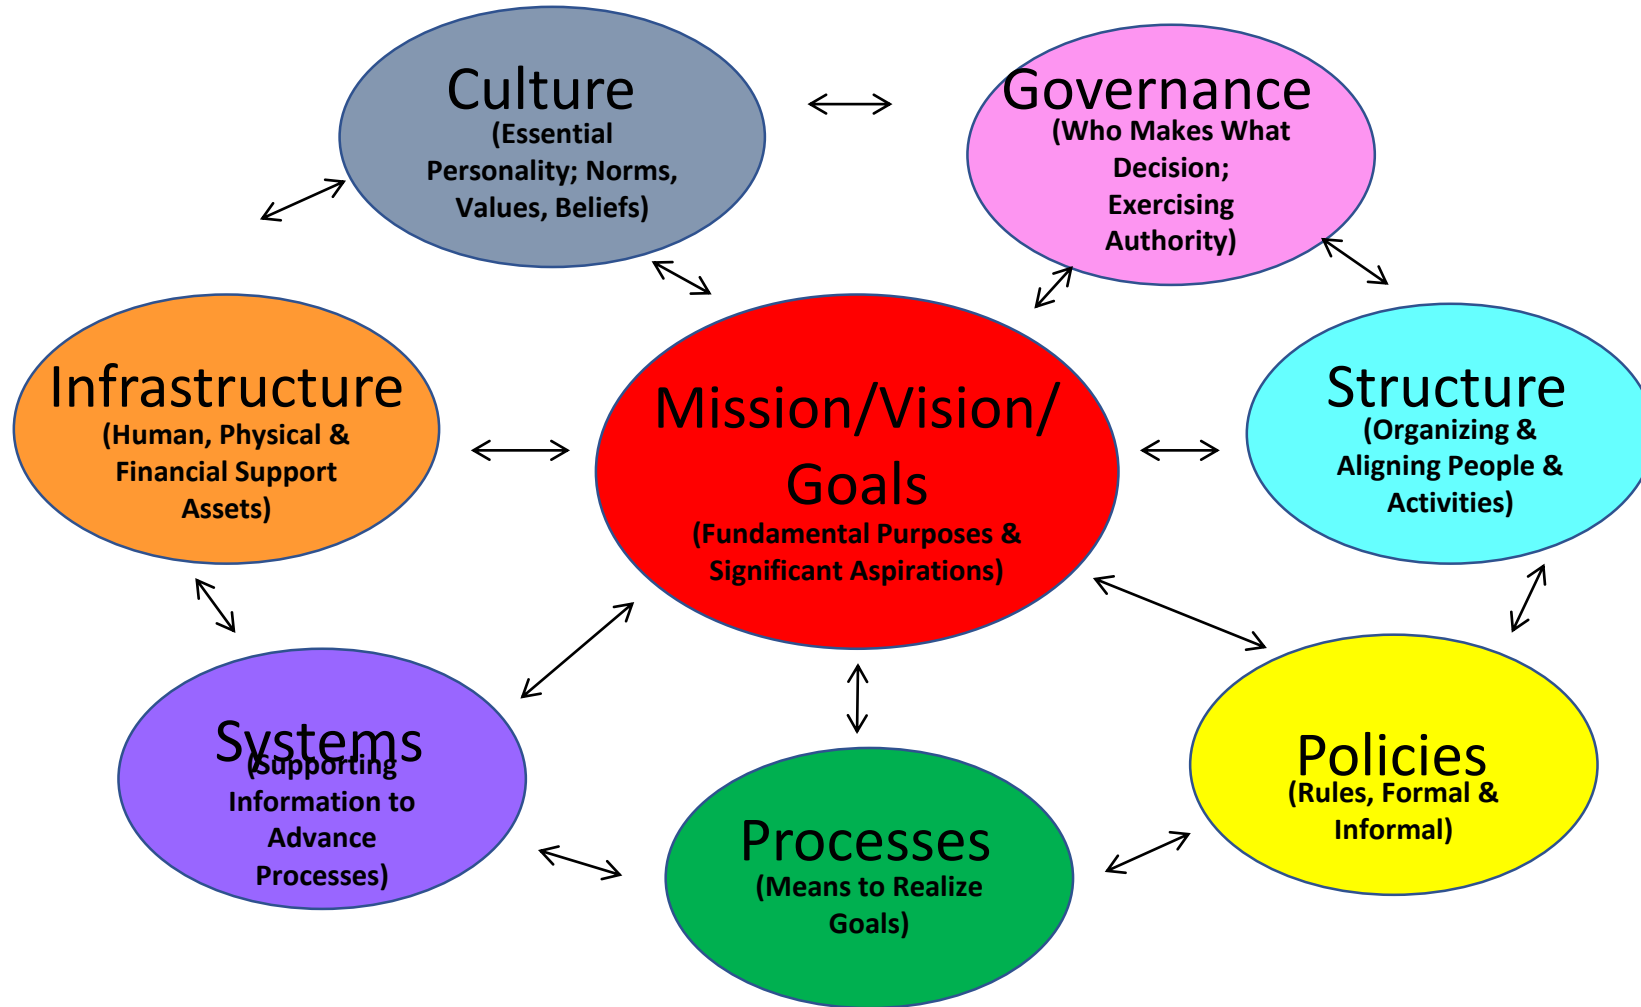 Culture
(Essential
Personality; Norms,
Values, Beliefs)
Governance
(Who Makes What
Decision;
Exercising
Authority)
Infrastructure
(Human, Physical &
Financial Support
Assets)
Mission/Vision/
Goals
(Fundamental Purposes &
Significant Aspirations)
Structure
(Organizing &
Aligning People &
Activities)
Systems
(Supporting
Information to
Advance
Processes)
Processes
(Means to Realize
Goals)
Policies
(Rules, Formal &
Informal)